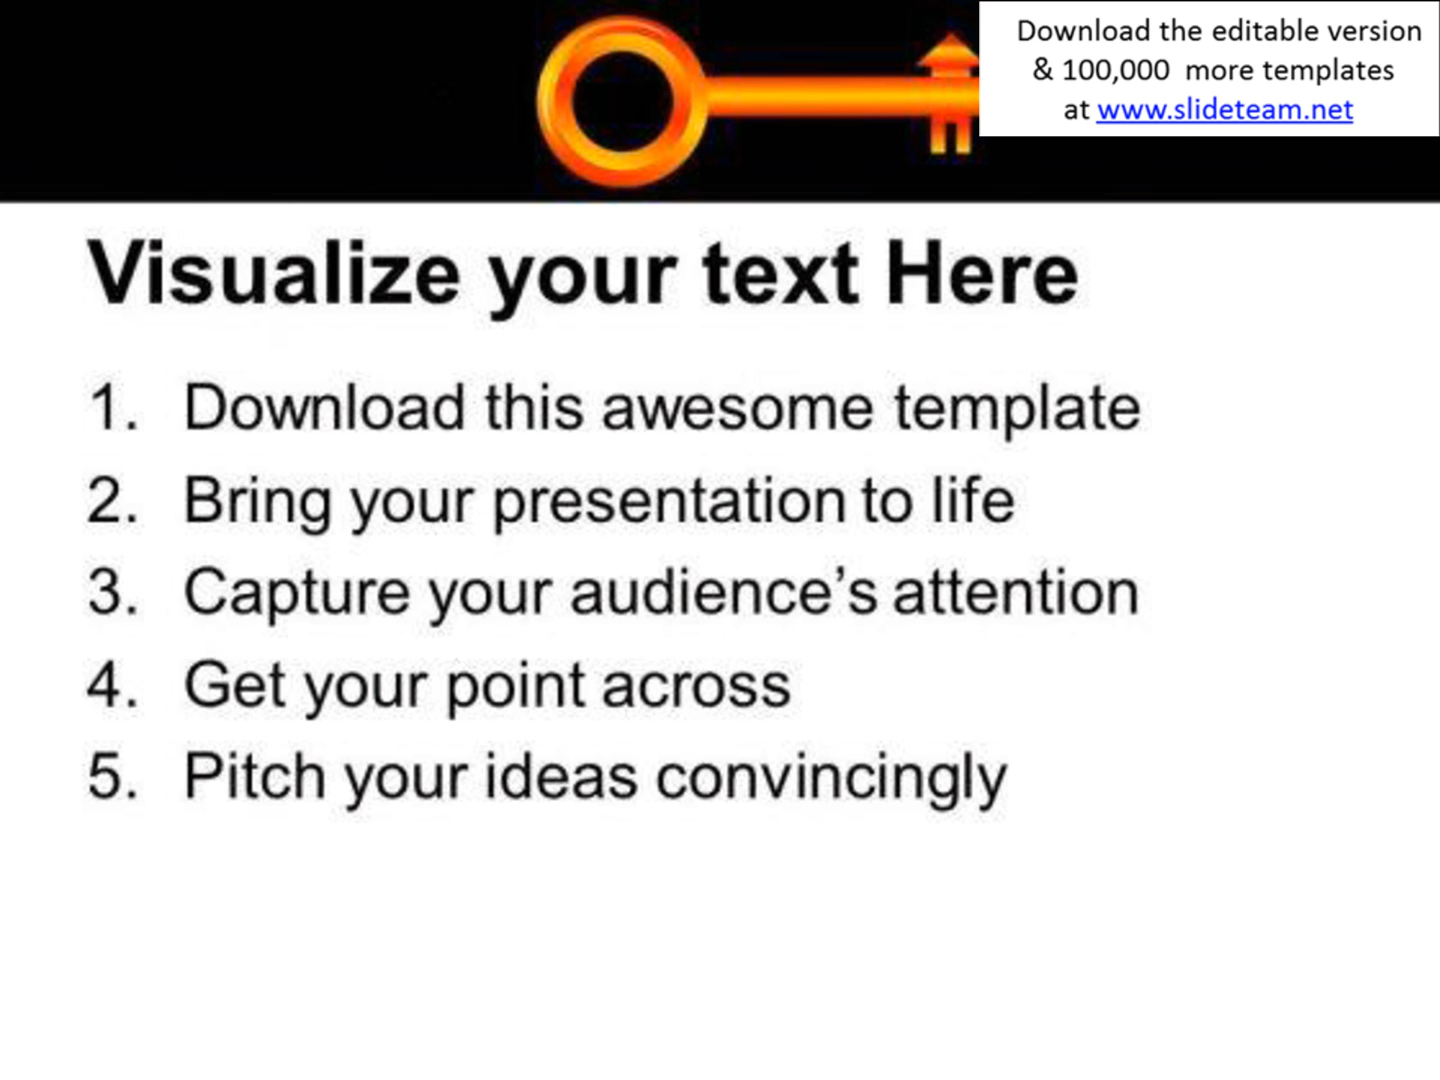 Download the editable version
& 100,000 more templates
at www.slideteam.net
Visualize your text Here
1. Download this awesome template
2. Bring your presentation to life
3. Capture your audience’s attention
4. Get your point across
5. Pitch your ideas convincingly